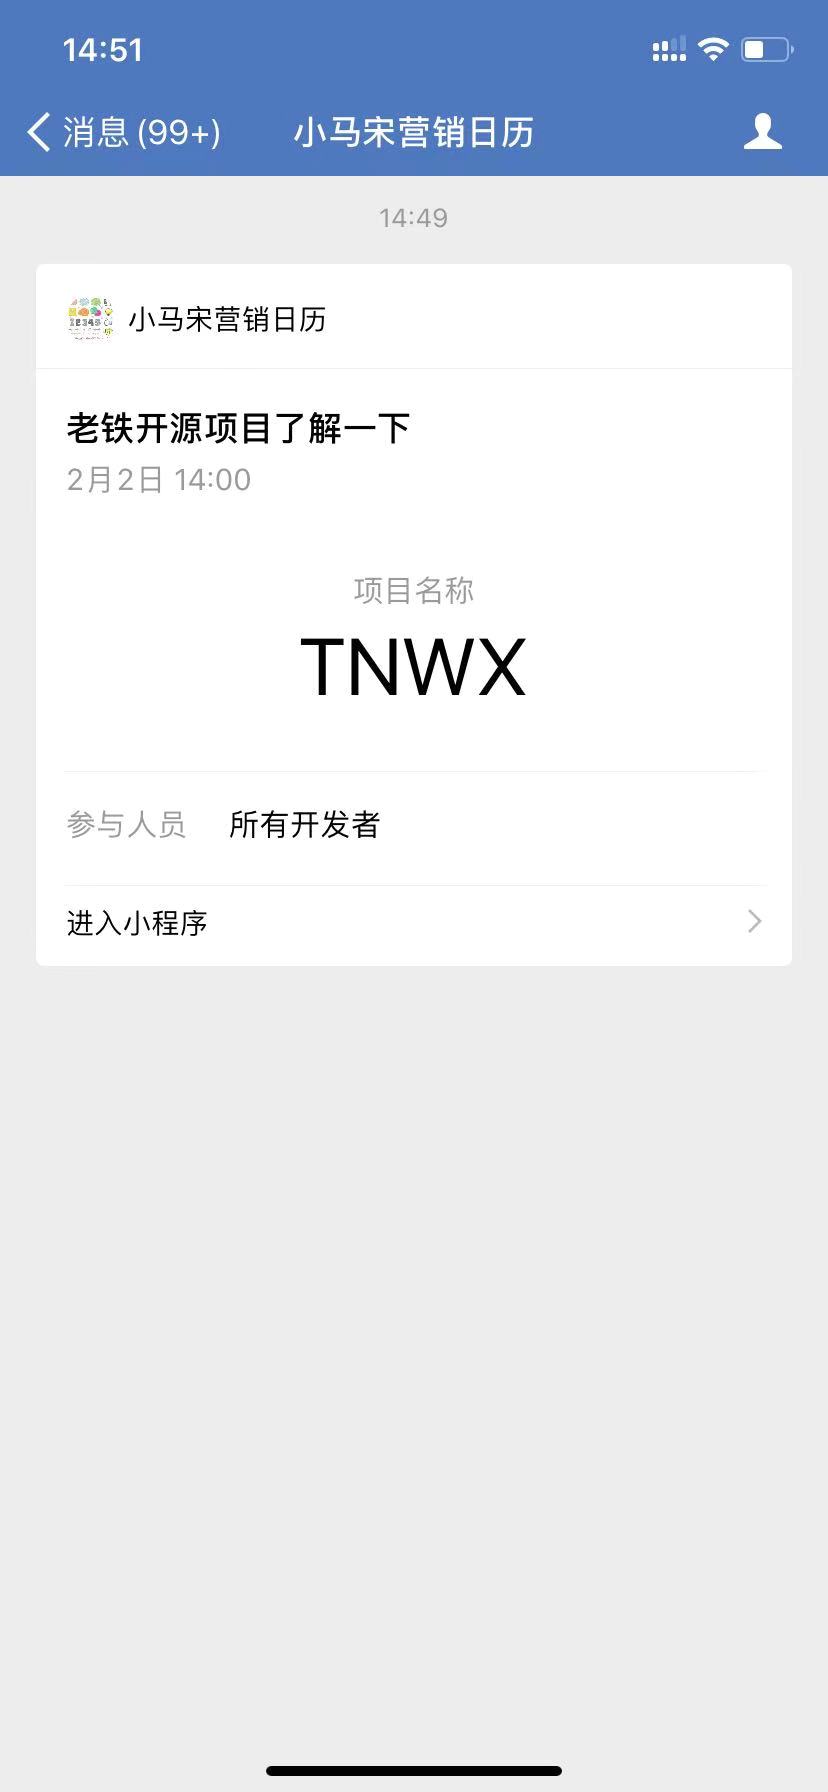 14:51
消息 (99+)
小马宋营销日历
14:49
小马宋营销日历
老铁开源项目了解一下
2月2日 14:00
项目名称
TNWX
参与人员 所有开发者
进入小程序